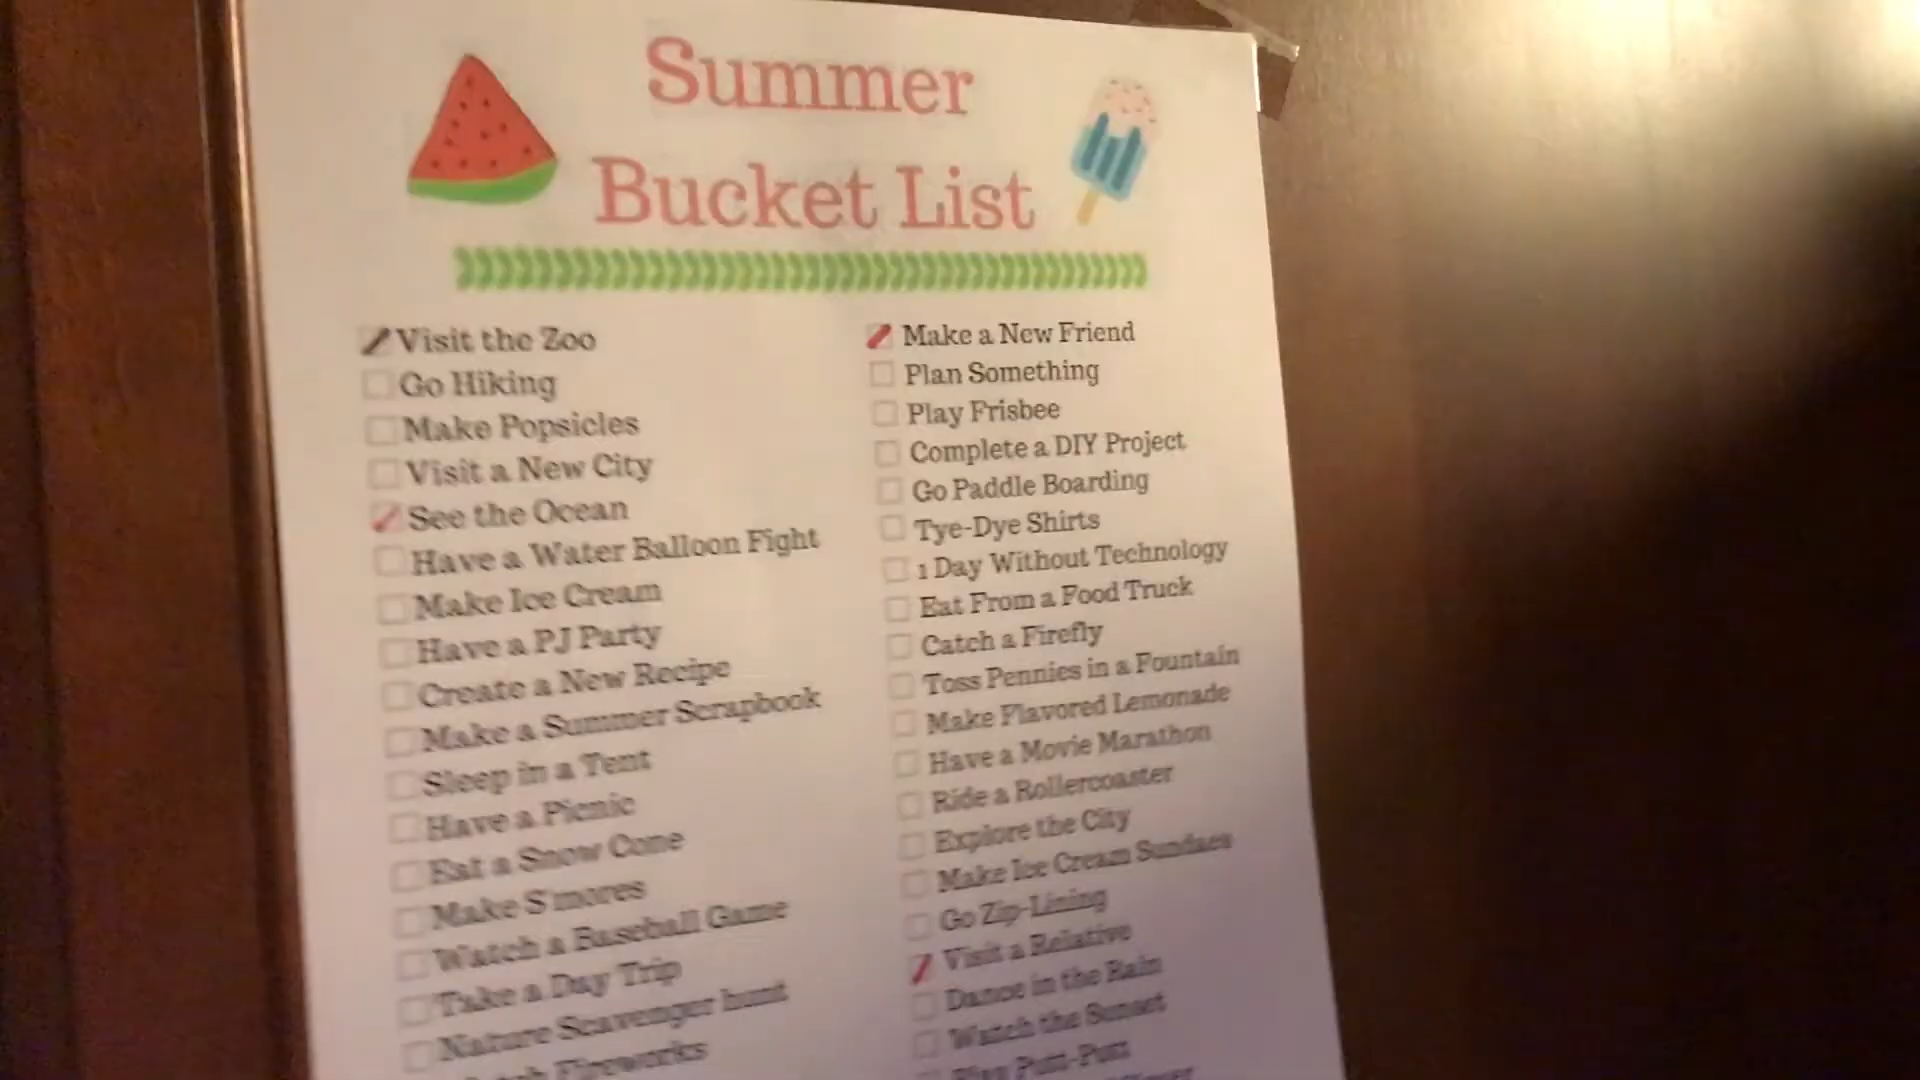 Summer
Bucket List
Visit the Zoo
Go Hiking
Make Popsicles
Visit a New City
See the Ocean
Have a Water Balloon Fight
Make Ice Cream
Have a PJ Party
Create a New Recipe
Make a Summer Scrapbook
Sleep in a Tent
Have a Picnic
Eat a Snow Cone
Make S'mores
Watch a Baseball Game
Take a Day Trip
Nature Scavenger hunt
Fireworks
Make a New Friend
Plan Something
Play Frisbee
Complete a DIY Project
Go Paddle Boarding
Tye-Dye Shirts
1 Day Without Technology
Eat From a Food Truck
Catch a Firefly
Toss Pennies in a Fountain
Make Flavored Lemonade
Have a Movie Marathon
Ride a Rollercoaster
Explore the City
Make Ice Cream Sundaes
Go Zip-Lining
Visit a Relative
Dance in the Rain
Watch the Sunset
Play Putt-Putt